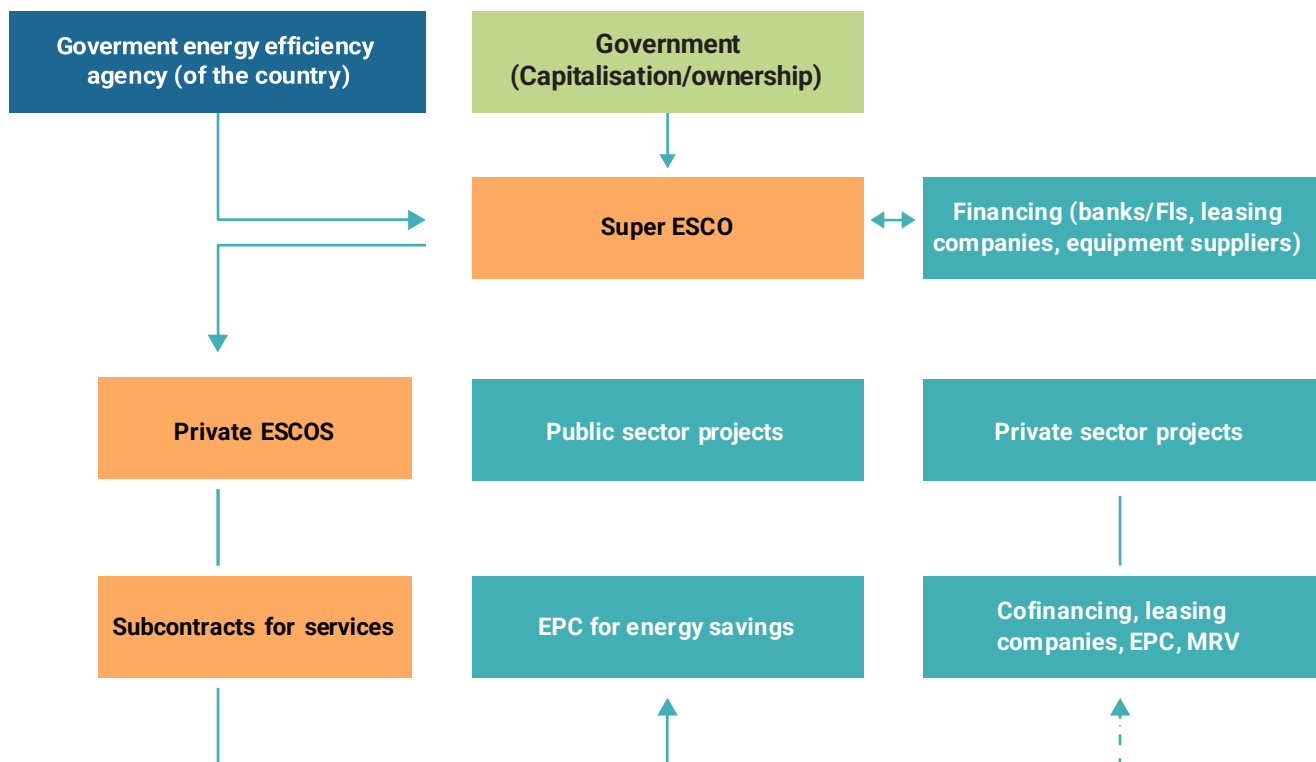 Goverment energy efficiency
agency (of the country)
Government
(Capitalisation/ownership)
Super ESCO
Financing (banks/FIs, leasing
companies, equipment suppliers)
Private ESCOS
Public sector projects
Private sector projects
Subcontracts for services
EPC for energy savings
Cofinancing, leasing
companies, EPC, MRV